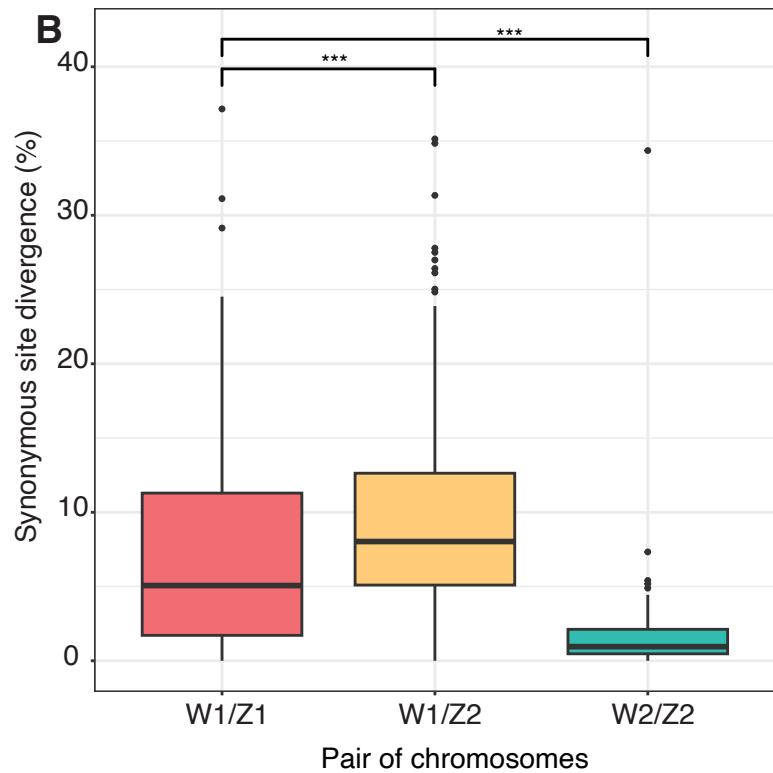 B
***
***
40
30
20
10
0
Synonymous site divergence (%)
W1/Z1 W1/Z2 W2/Z2
Pair of chromosomes